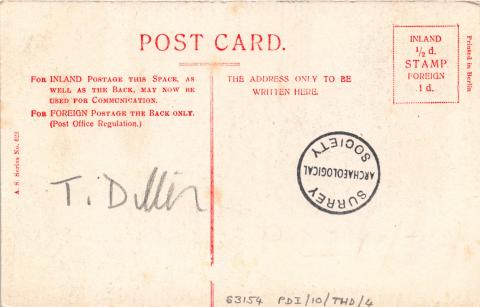 POST CARD.
FOR INLAND POSTAGE THIS SPACE, AS
WELL AS THE BACK, MAY NOW BE
USED FOR COMMUNICATION.
FOR FOREIGN POSTAGE THE BACK ONLY.
(Post Office Regulation.)
THE ADDRESS ONLY TO BE
WRITTEN HERE.
INLAND
½ d.
STAMP
FOREIGN
1 d.
Printed in Berlin
A. S. Series No. 621
T. Diller
SURREY
ARCHAEOLOGICAL
SOCIETY
63154 PDI/10/THD/4